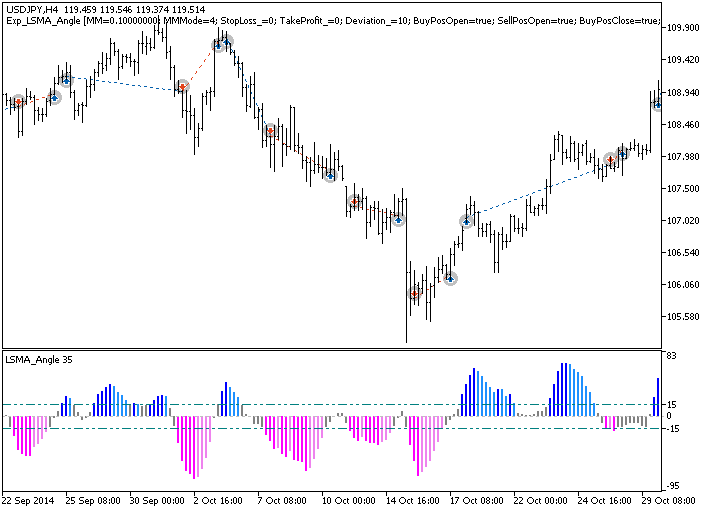 USDJPY,H4 119.459 119.546 119.374 119.514
Exp_LSMA_Angle [MM=0.10000000; MMMode=4; StopLoss_=0; TakeProfit_=0; Deviation_=10; BuyPosOpen=true; SellPosOpen=true; BuyPosClose=true;
109.900
109.420
108.940
108.460
107.980
107.500
107.020
106.540
106.060
105.580
LSMA_Angle 35
83
15
0
-15
-95
22 Sep 2014
25 Sep 08:00
30 Sep 00:00
2 Oct 16:00
7 Oct 08:00
10 Oct 00:00
14 Oct 16:00
17 Oct 08:00
22 Oct 00:00
24 Oct 16:00
29 Oct 08:00